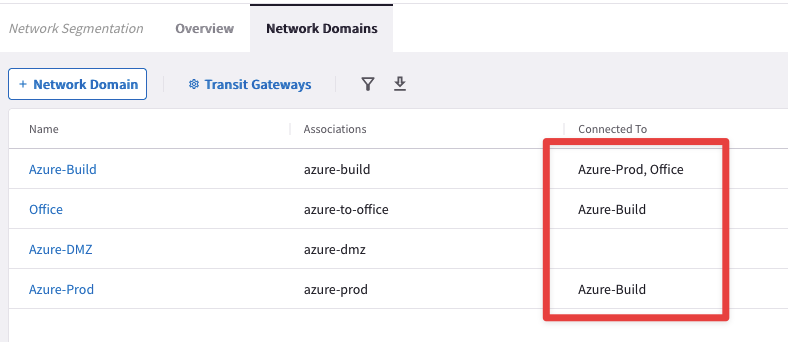 Network Segmentation Overview Network Domains
+ Network Domain Transit Gateways
Name Associations Connected To
Azure-Build azure-build Azure-Prod, Office
Office azure-to-office Azure-Build
Azure-DMZ azure-dmz
Azure-Prod azure-prod Azure-Build